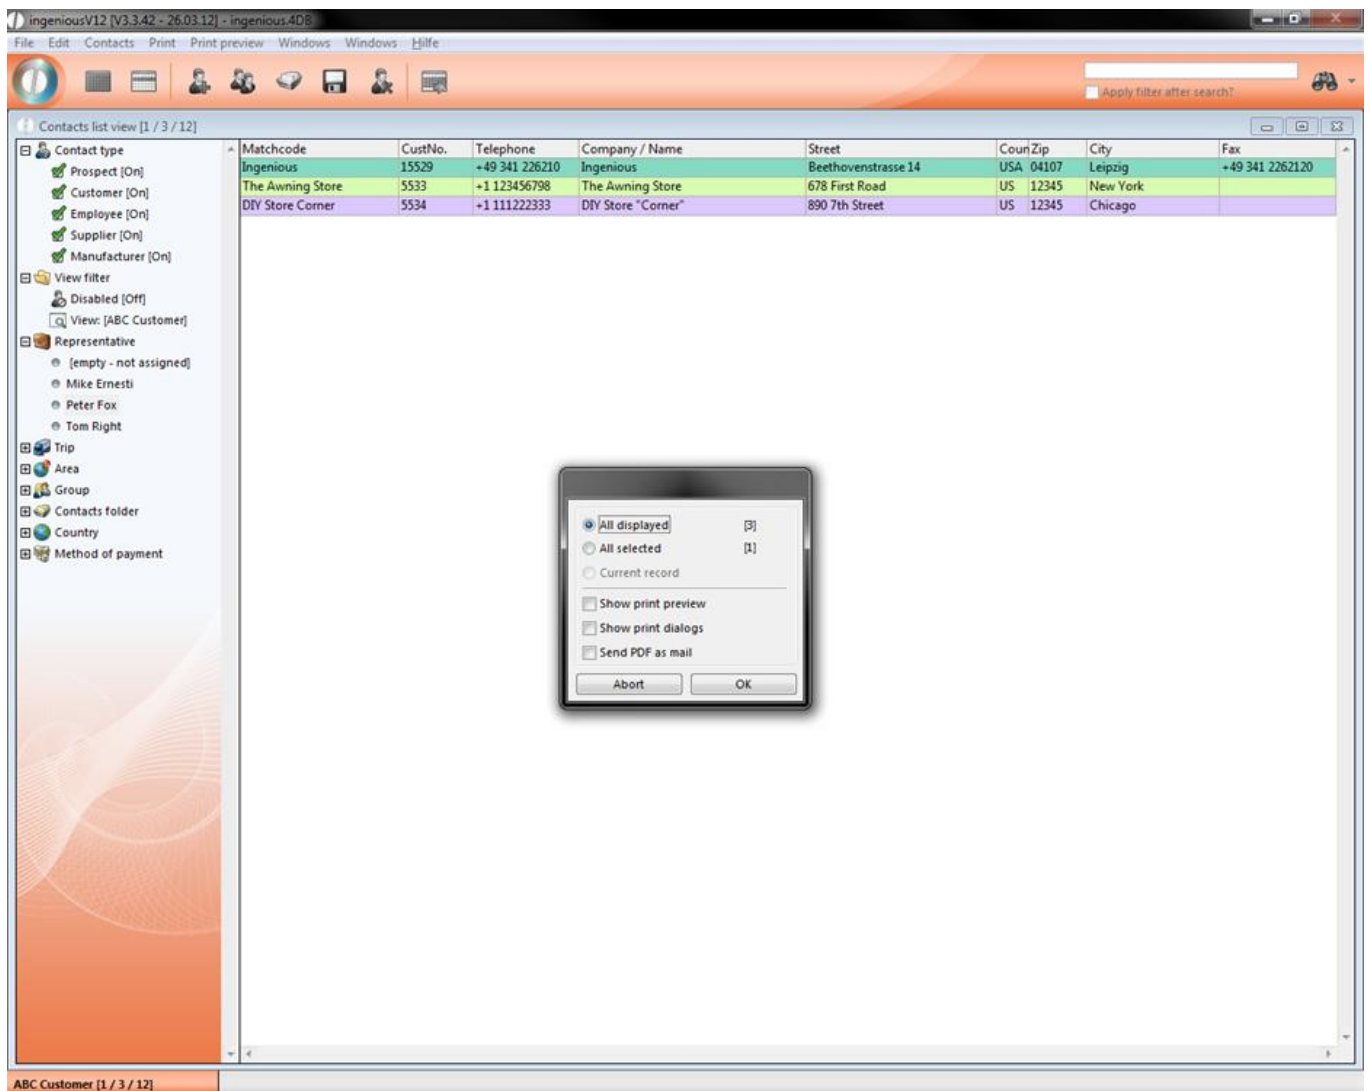 ingeniousV12 [V3.3.42 - 26.03.12] - ingenious.4DB
File Edit Contacts Print Print preview Windows Windows Hilfe
Apply filter after search?
Contacts list view [1 / 3 / 12]
Contact type
Prospect [On]
Customer [On]
Employee [On]
Supplier [On]
Manufacturer [On]
View filter
Disabled [Off]
View: [ABC Customer]
Representative
[empty - not assigned]
Mike Ernesti
Peter Fox
Tom Right
Trip
Area
Group
Contacts folder
Country
Method of payment
Matchcode CustNo. Telephone Company / Name Street Coun Zip City Fax
Ingenious 15529 +49 341 226210 Ingenious Beethovenstrasse 14 USA 04107 Leipzig +49 341 2262120
The Awning Store 5533 +1 123456798 The Awning Store 678 First Road US 12345 New York
DIY Store Corner 5534 +1 111222333 DIY Store "Corner" 890 7th Street US 12345 Chicago
All displayed [3]
All selected [1]
Current record
Show print preview
Show print dialogs
Send PDF as mail
Abort OK
ABC Customer [1 / 3 / 12]